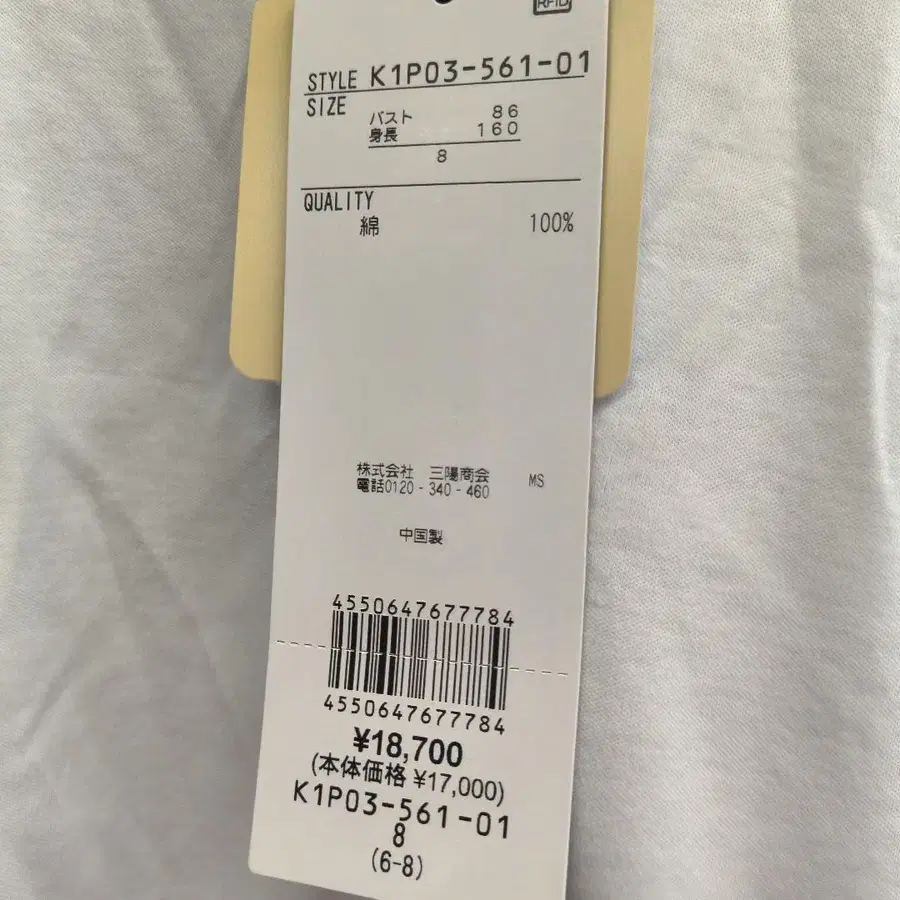 RFID
STYLE K1P03-561-01
SIZE
バスト 86
身長 160
8
QUALITY
綿 100%
株式会社 三陽商会 MS
電話0120-340-460
中国製
4550647677784
4550647677784
¥18,700
(本体価格 ¥17,000)
K1P03-561-01
8
(6-8)